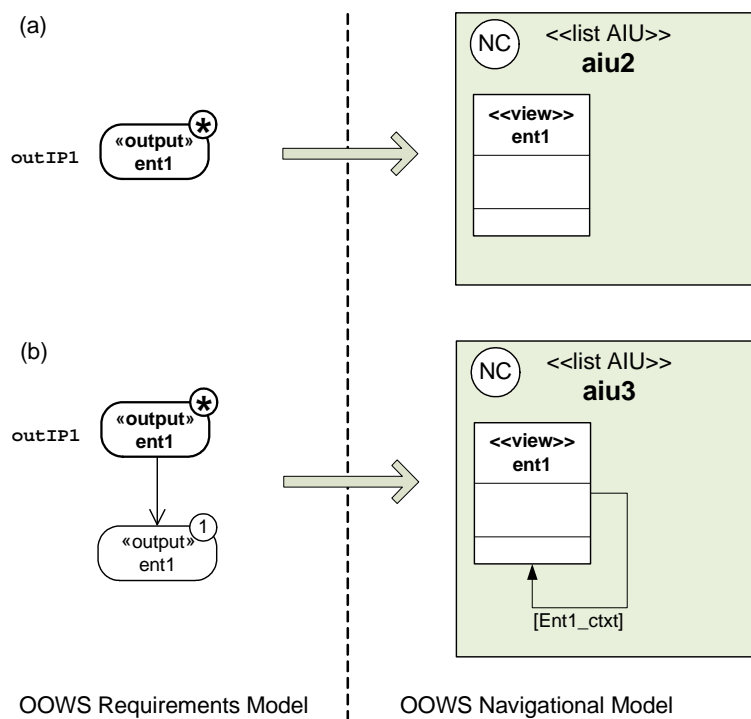 (a)
outIP1
«output»
ent1
*
NC
<<list AIU>>
aiu2
<<view>>
ent1
(b)
outIP1
«output»
ent1
*
«output»
ent1
1
NC
<<list AIU>>
aiu3
<<view>>
ent1
[Ent1_ctxt]
OOWS Requirements Model
OOWS Navigational Model